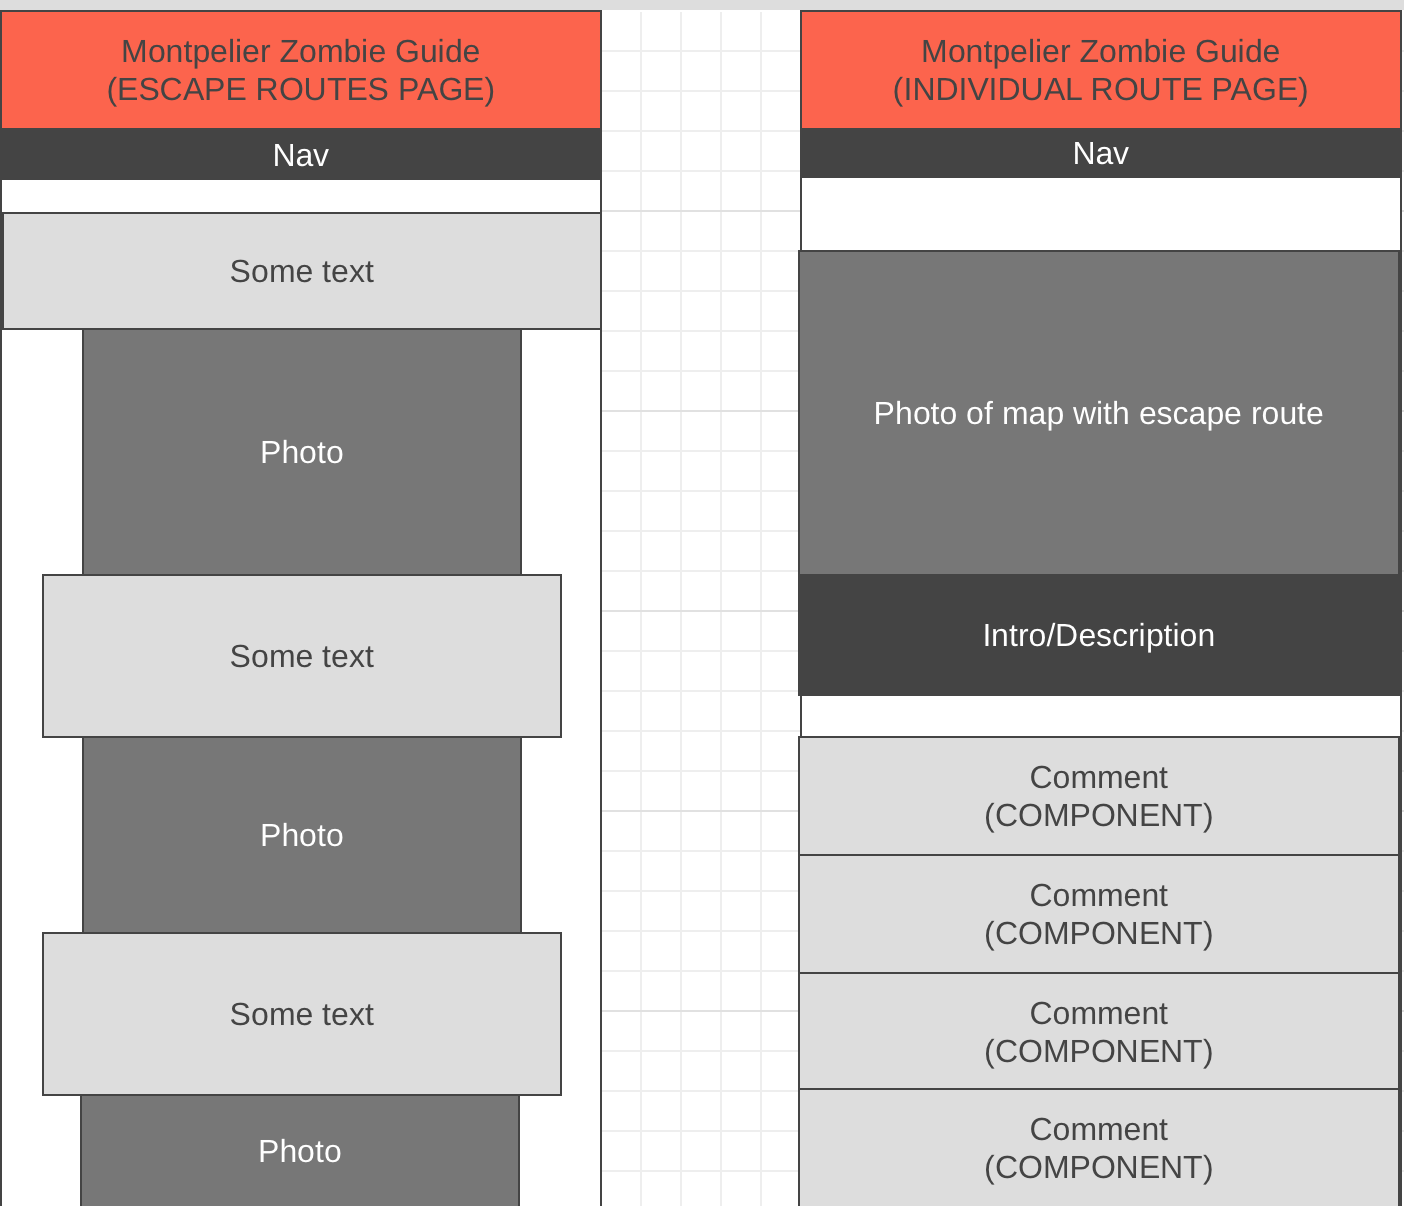 Montpelier Zombie Guide
(ESCAPE ROUTES PAGE)
Nav
Some text
Photo
Some text
Photo
Some text
Photo
Montpelier Zombie Guide
(INDIVIDUAL ROUTE PAGE)
Nav
Photo of map with escape route
Intro/Description
Comment
(COMPONENT)
Comment
(COMPONENT)
Comment
(COMPONENT)
Comment
(COMPONENT)